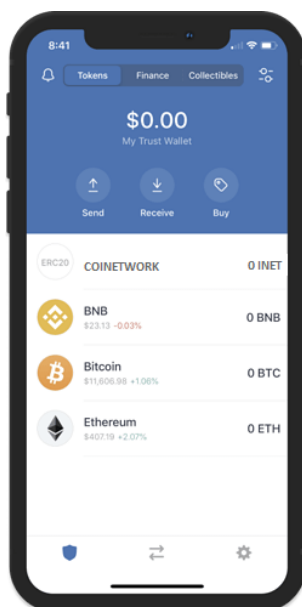 8:41
Tokens Finance Collectibles
$0.00
My Trust Wallet
Send Receive Buy
ERC20 COINETWORK 0 INET
BNB
$23.13 -0.03%
0 BNB
Bitcoin
$11,606.98 +1.06%
0 BTC
Ethereum
$407.19 +2.07%
0 ETH